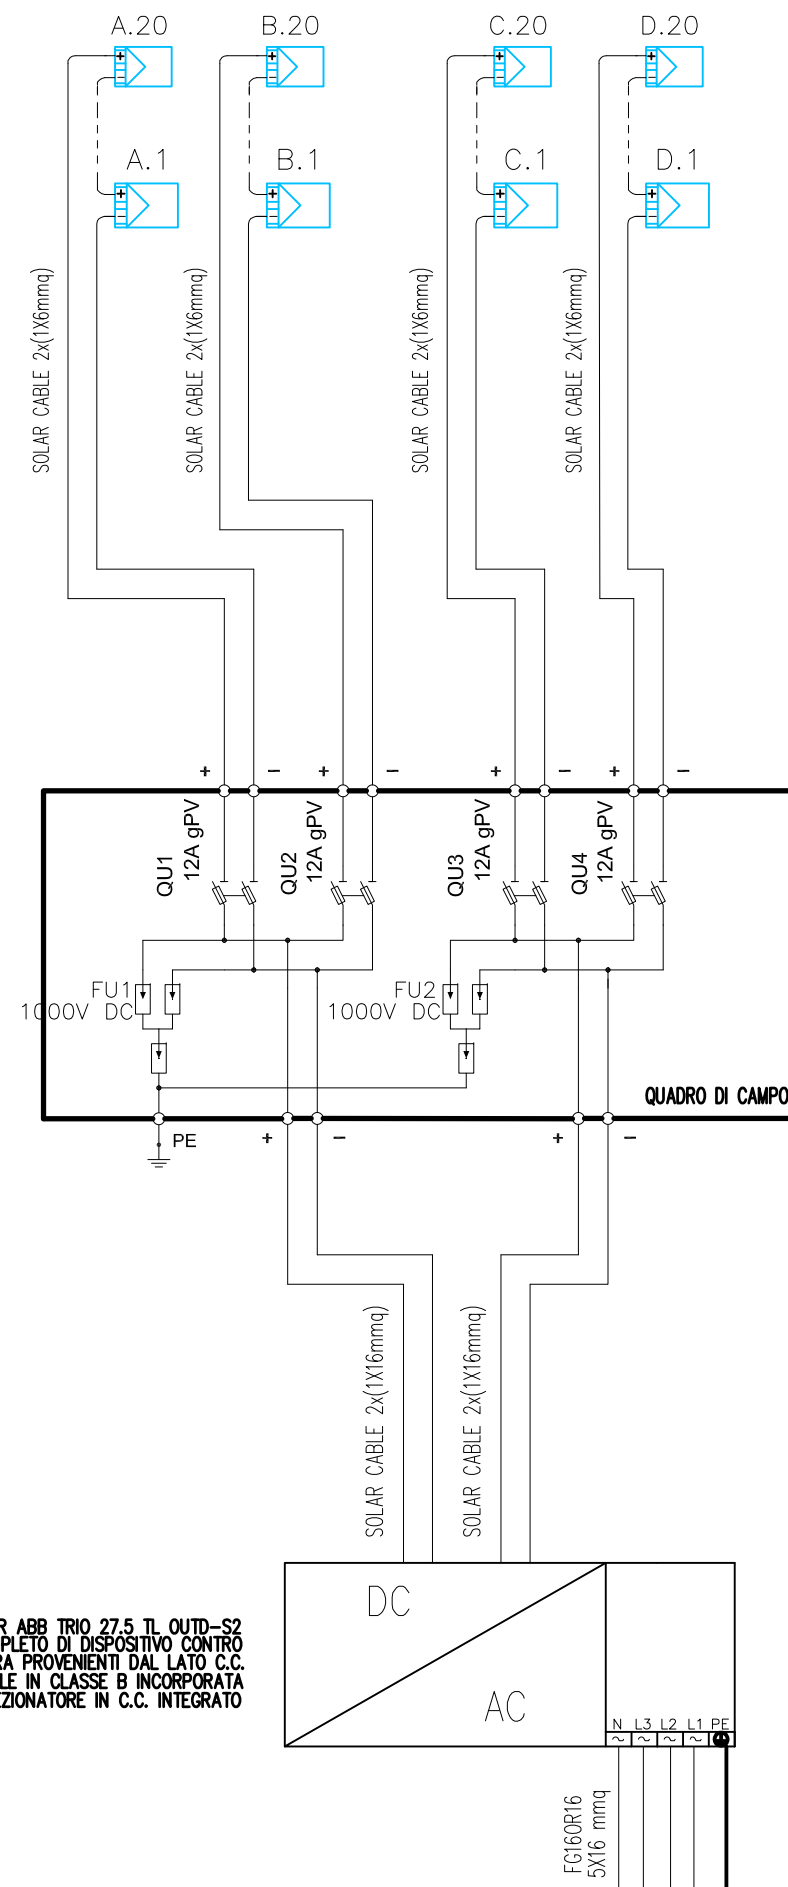 A.20
B.20
C.20
D.20
A.1
B.1
C.1
D.1
SOLAR CABLE 2x(1X6mmq)
SOLAR CABLE 2x(1X6mmq)
SOLAR CABLE 2x(1X6mmq)
SOLAR CABLE 2x(1X6mmq)
+ − + − + − + −
QU1
12A gPV
QU2
12A gPV
QU3
12A gPV
QU4
12A gPV
FU1
1000V DC
FU2
1000V DC
QUADRO DI CAMPO
PE
+ − + −
SOLAR CABLE 2x(1X16mmq)
SOLAR CABLE 2x(1X16mmq)
DC
AC
R ABB TRIO 27.5 TL OUTD-S2
PLETO DI DISPOSITIVO CONTRO
RA PROVENIENTI DAL LATO C.C.
LE IN CLASSE B INCORPORATA
EZIONATORE IN C.C. INTEGRATO
N L3 L2 L1 PE
~ ~ ~ ~
FG16OR16
5X16 mmq